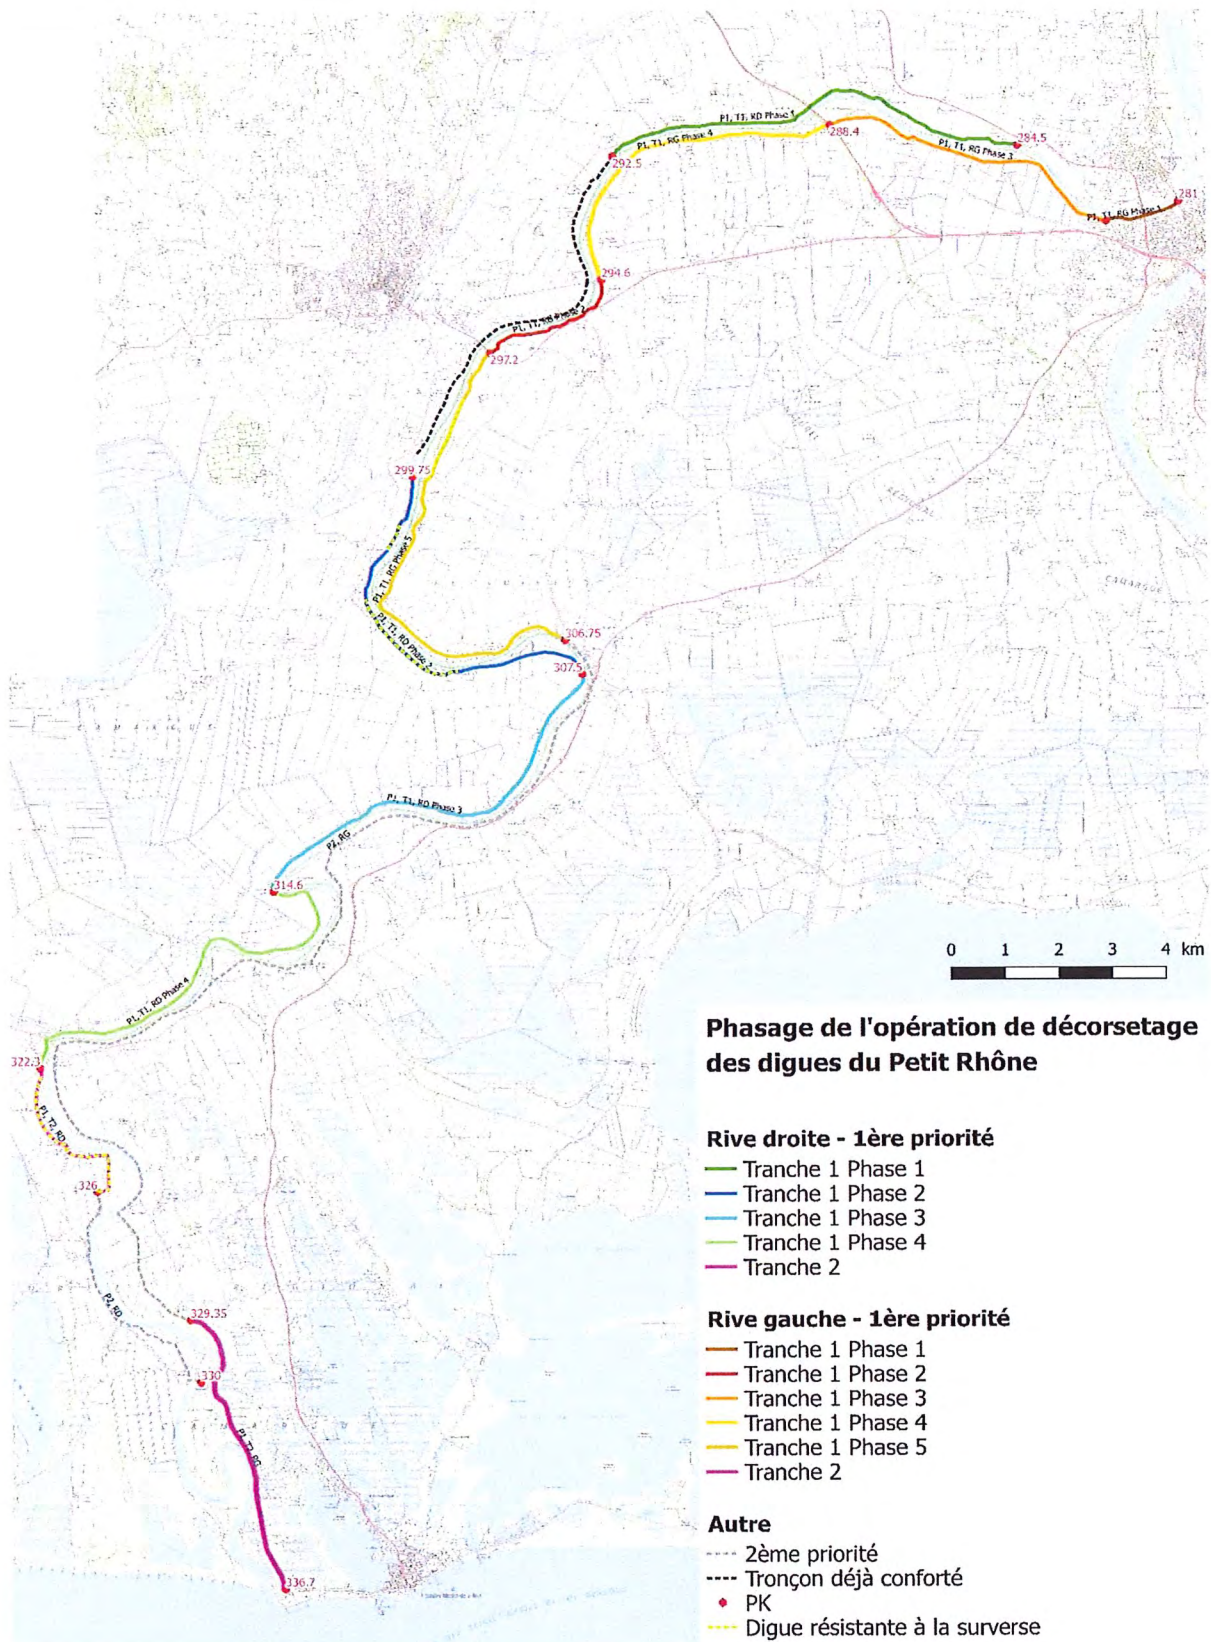 P1, T1, RD Phase 1
P1, T1, RG Phase 4
288.4
284.5
P1, T1, RG Phase 3
292.5
281
P1, T1, RG Phase 1
294.6
P1, T1, RG Phase 2
297.2
299.75
P1, T1, RG Phase 5
P1, T1, RD Phase 2
306.75
307.5
CAMARGUE
P1, T1, RD Phase 3
P2, RG
314.6
P1, T1, RD Phase 4
322.3
P1, T2, RD
326
P2, RD
329.35
330
P1, T2, RG
336.7
0 1 2 3 4 km
Phasage de l'opération de décorsetage
des digues du Petit Rhône
Rive droite - 1ère priorité
Tranche 1 Phase 1
Tranche 1 Phase 2
Tranche 1 Phase 3
Tranche 1 Phase 4
Tranche 2
Rive gauche - 1ère priorité
Tranche 1 Phase 1
Tranche 1 Phase 2
Tranche 1 Phase 3
Tranche 1 Phase 4
Tranche 1 Phase 5
Tranche 2
Autre
2ème priorité
Tronçon déjà conforté
PK
Digue résistante à la surverse